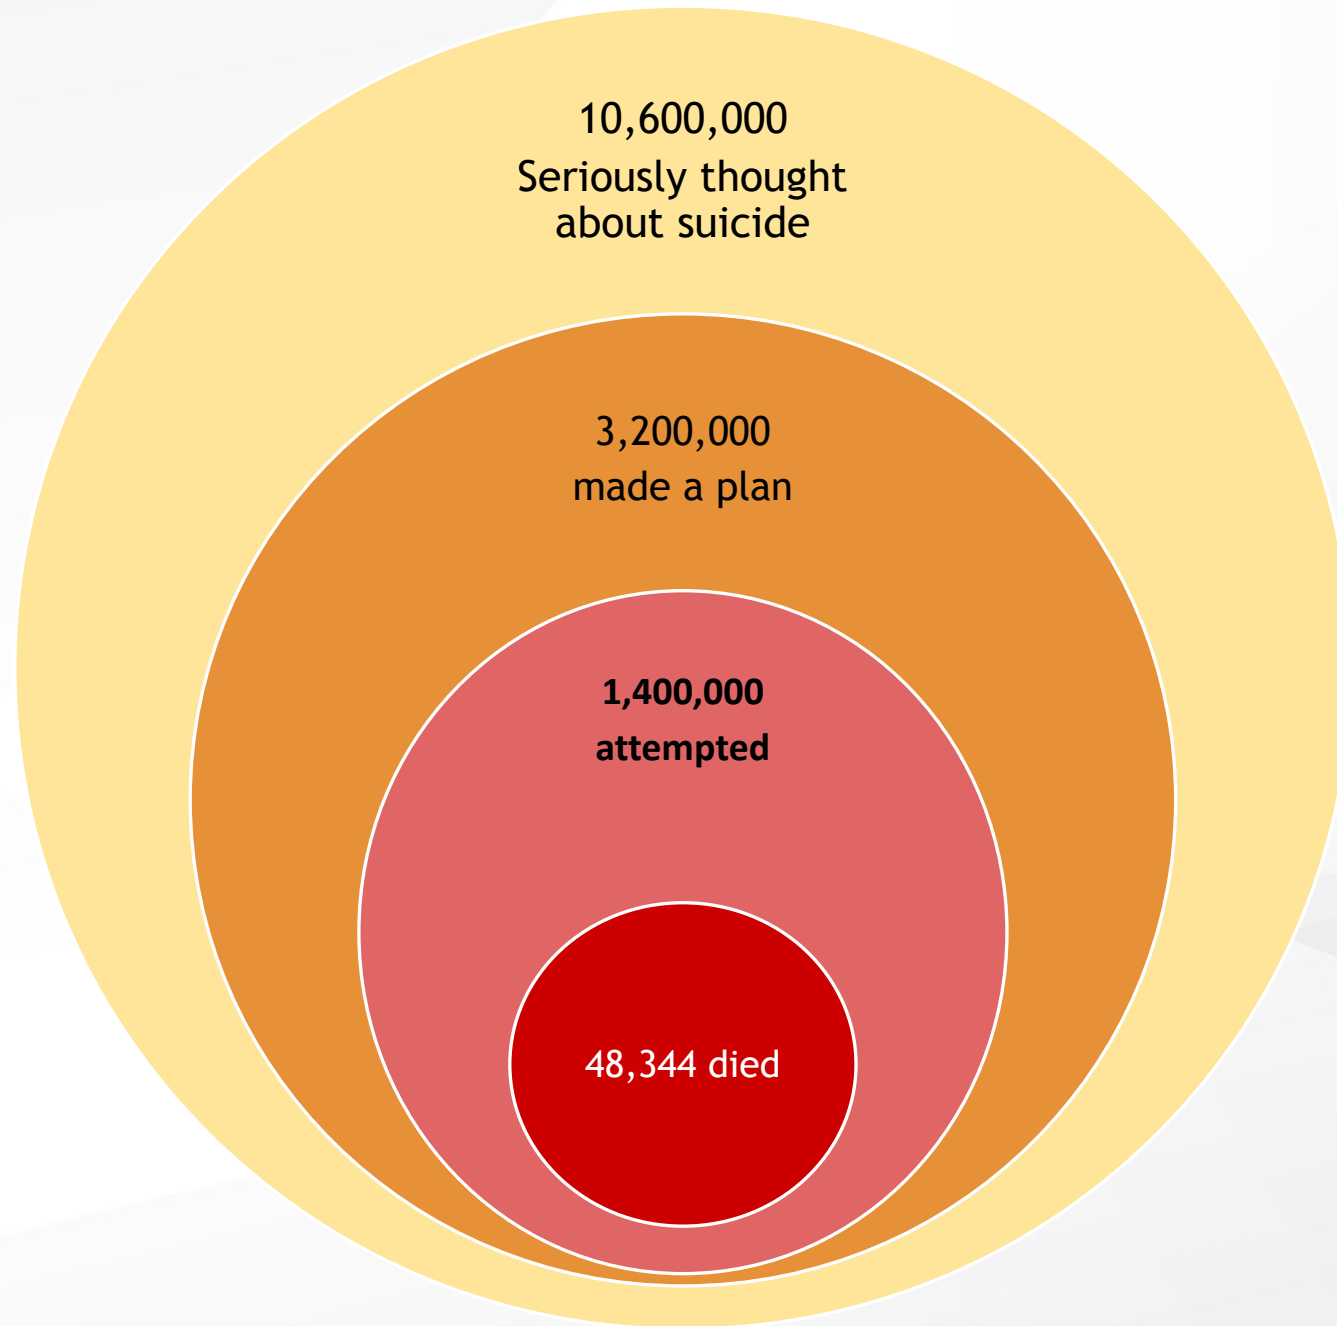 10,600,000
Seriously thought
about suicide
3,200,000
made a plan
1,400,000
attempted
48,344 died